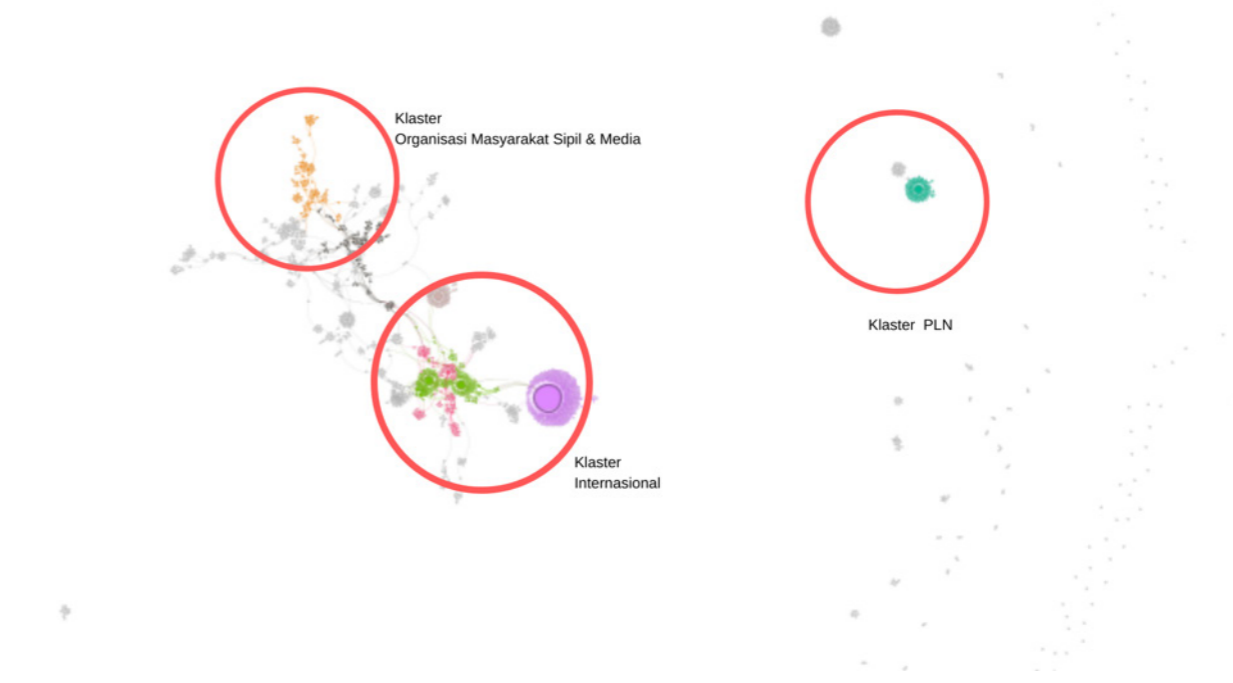 Klaster
Organisasi Masyarakat Sipil & Media
Klaster PLN
Klaster
Internasional